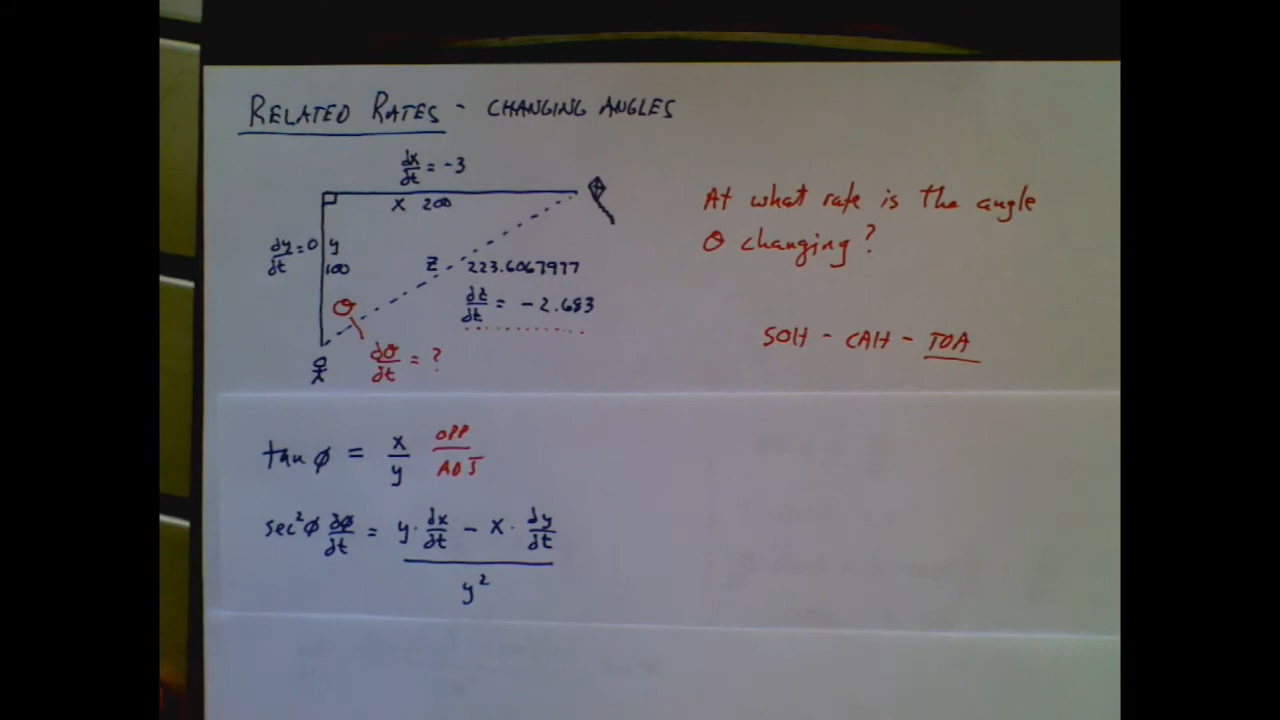 RELATED RATES - CHANGING ANGLES
dx/dt = -3
x 200
dy/dt = 0 y
100
z 223.6067977
dz/dt = -2.683
θ
dθ/dt = ?
At what rate is the angle
θ changing?
SOH - CAH - TOA
tan ϕ = x/y OPP/ADJ
sec²ϕ dϕ/dt = y · dx/dt - x · dy/dt
y²